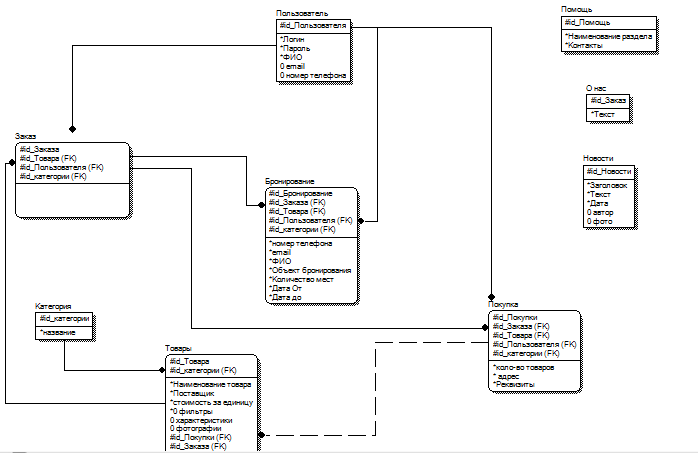 Пользователь
#id_Пользователя
*Логин
*Пароль
*ФИО
0 email
0 номер телефона
Помощь
#id_Помощь
*Наименование раздела
*Контакты
О нас
#id_Заказ
*Текст
Новости
#id_Новости
*Заголовок
*Текст
*Дата
0 автор
0 фото
Заказ
#id_Заказа
#id_Товара (FK)
#id_Пользователя (FK)
#id_категории (FK)
Бронирование
#id_Бронирование
#id_Заказа (FK)
#id_Товара (FK)
#id_Пользователя (FK)
#id_категории (FK)
*номер телефона
*email
*ФИО
*Объект бронирования
*Количество мест
*Дата От
*Дата до
Категория
#id_категории
*название
Покупка
#id_Покупки
#id_Заказа (FK)
#id_Товара (FK)
#id_Пользователя (FK)
#id_категории (FK)
*коло-во товаров
* адрес
*Реквизиты
Товары
#id_Товара
#id_категории (FK)
*Наименование товара
*Поставщик
*стоимость за единицу
*0 фильтры
0 характеристики
0 фотографии
#id_Покупки (FK)
#id_Заказа (FK)